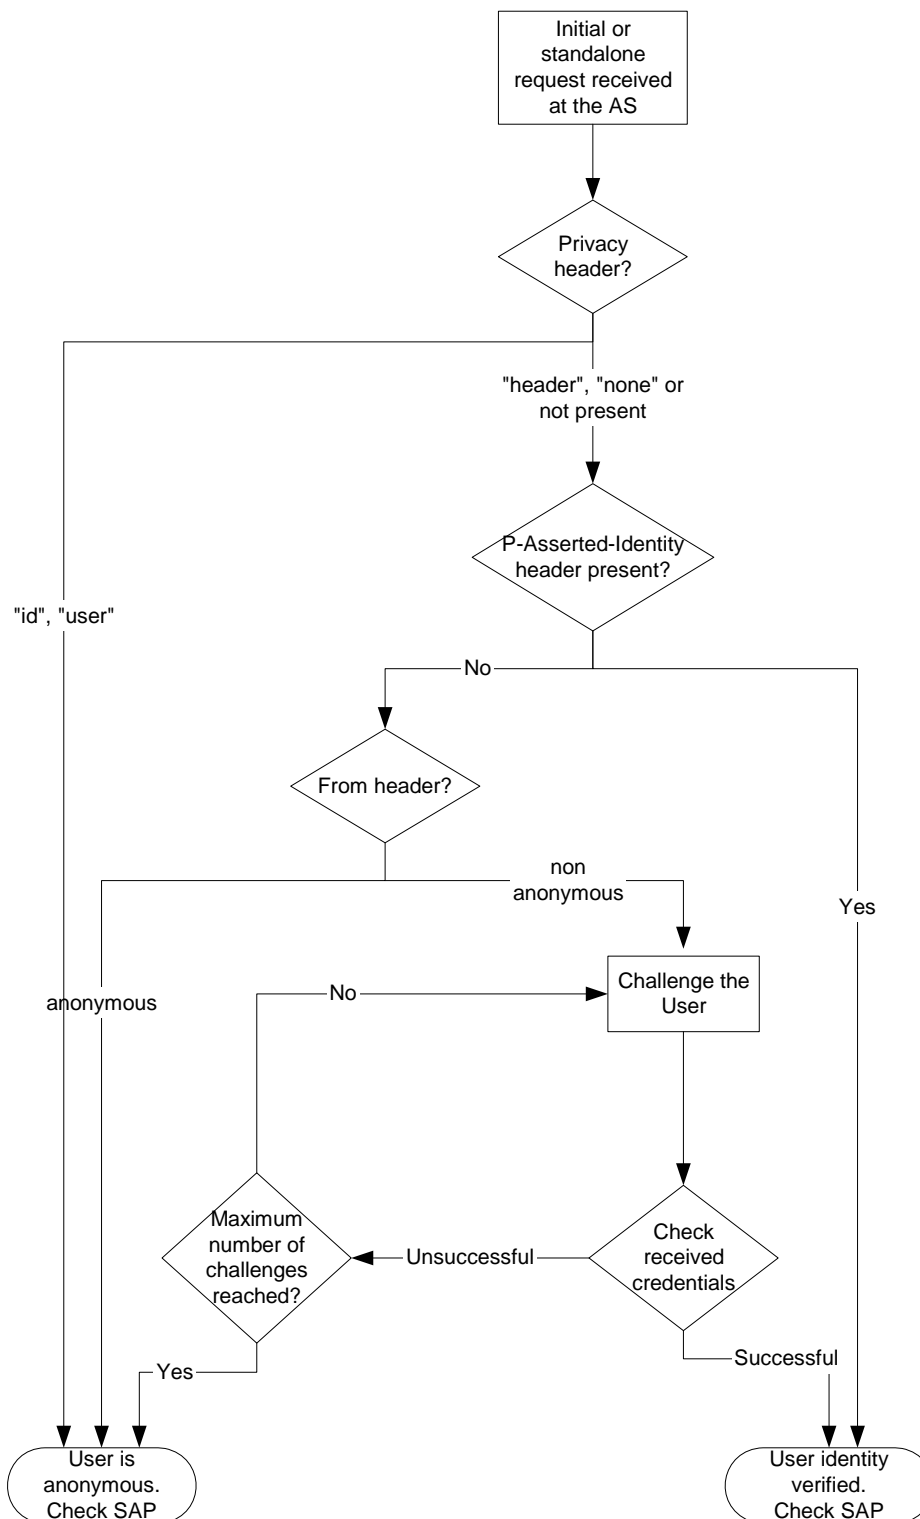 Initial or
standalone
request received
at the AS
Privacy
header?
"header", "none" or
not present
P-Asserted-Identity
header present?
"id", "user"
No
From header?
non
anonymous
Yes
Challenge the
User
No
anonymous
Maximum
number of
challenges
reached?
Unsuccessful
Check
received
credentials
Yes
Successful
User is
anonymous.
Check SAP
User identity
verified.
Check SAP